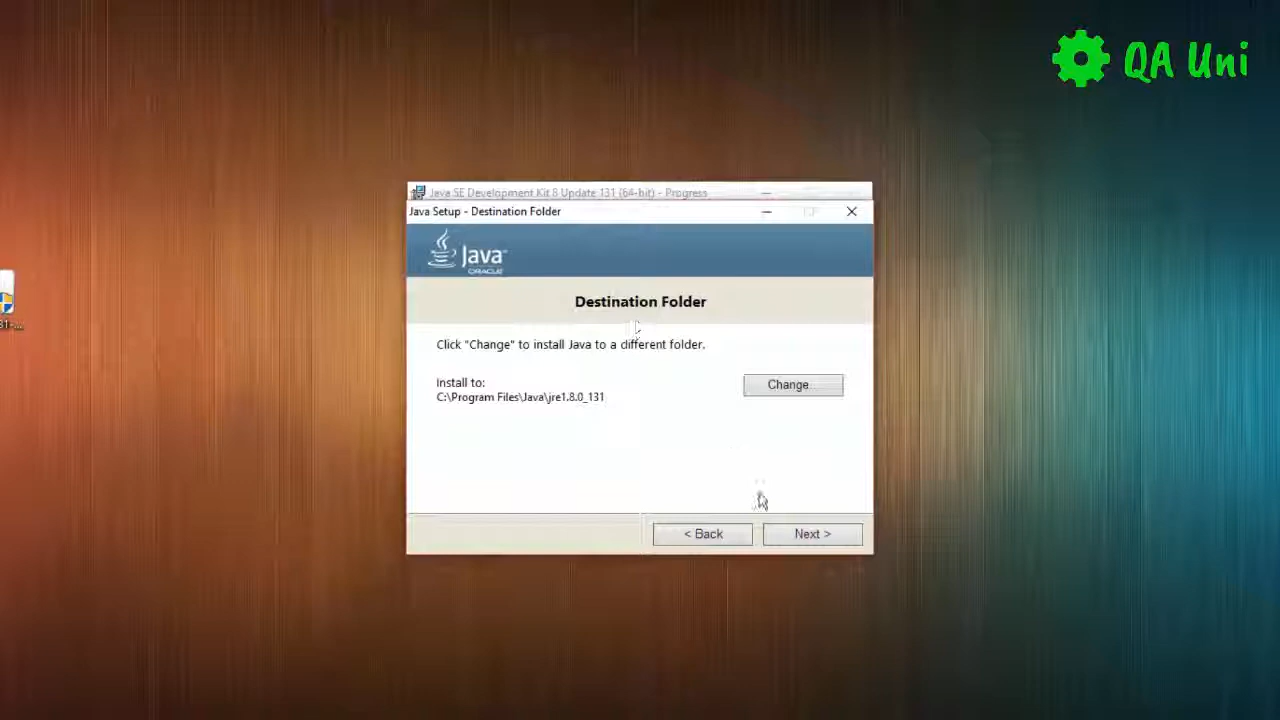 QA Uni
Java SE Development Kit 8 Update 131 (64-bit) - Progress
Java Setup - Destination Folder
Java™
ORACLE
Destination Folder
Click "Change" to install Java to a different folder.
Install to:
Change
C:\Program Files\Java\jre1.8.0_131
31-...
< Back
Next >